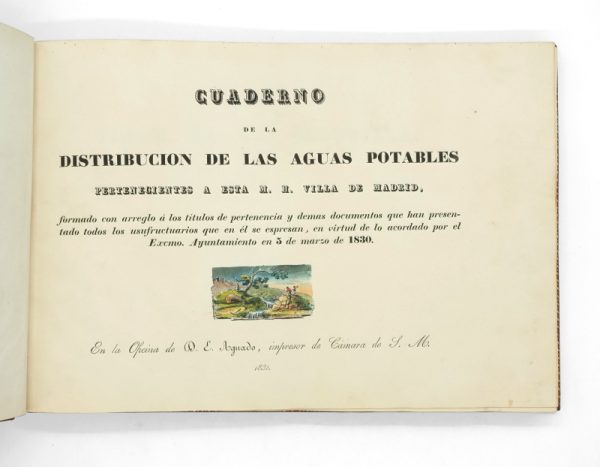 CUADERNO
DE LA
DISTRIBUCION DE LAS AGUAS POTABLES
PERTENECIENTES A ESTA M. H. VILLA DE MADRID,
formado con arreglo á los títulos de pertenencia y demas documentos que han presen-
tado todos los usufructuarios que en él se espresan, en virtud de lo acordado por el
Excmo. Ayuntamiento en 5 de marzo de 1830.
En la Oficina de D. E. Aguado, impresor de Cámara de S. M.
1831.